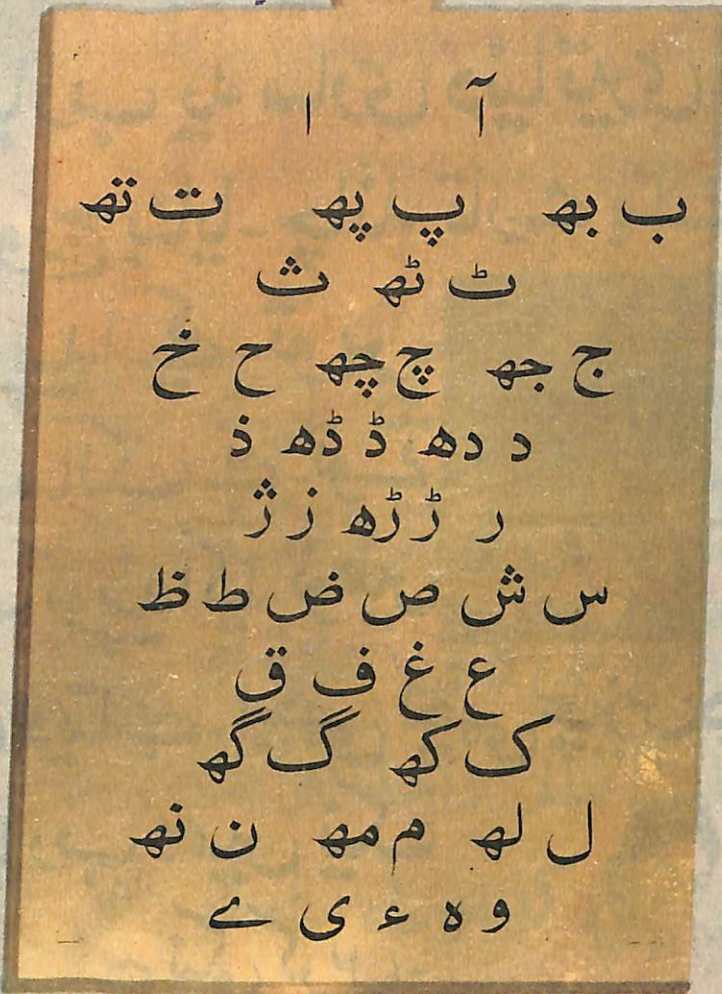 آ ا
ب بھ پ پھ ت تھ
ٹ ٹھ ث
ج جھ چ چھ ح خ
د دھ ڈ ڈھ ذ
ر ڑ ڑھ ز ژ
س ش ص ض ط ظ
ع غ ف ق
ک کھ گ گھ
ل لھ م مھ ن نھ
و ہ ء ی ے